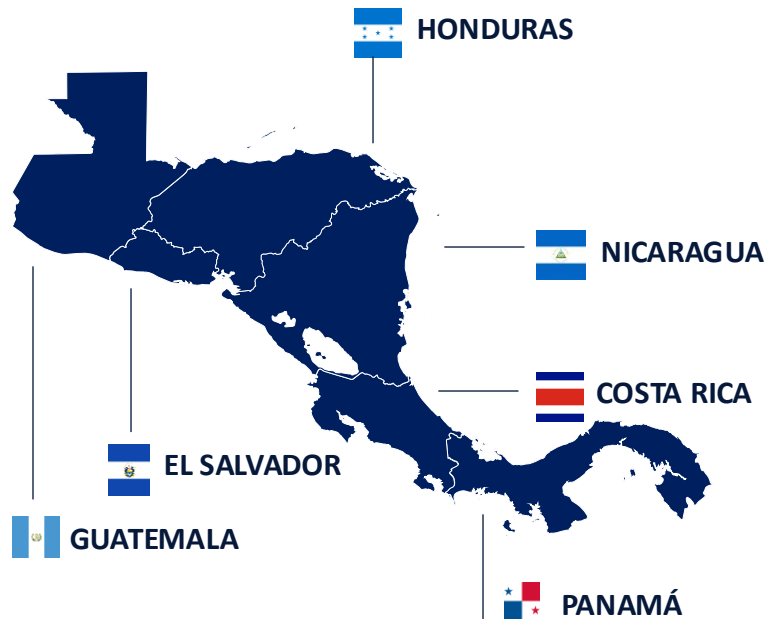 HONDURAS
NICARAGUA
COSTA RICA
EL SALVADOR
GUATEMALA
PANAMÁ